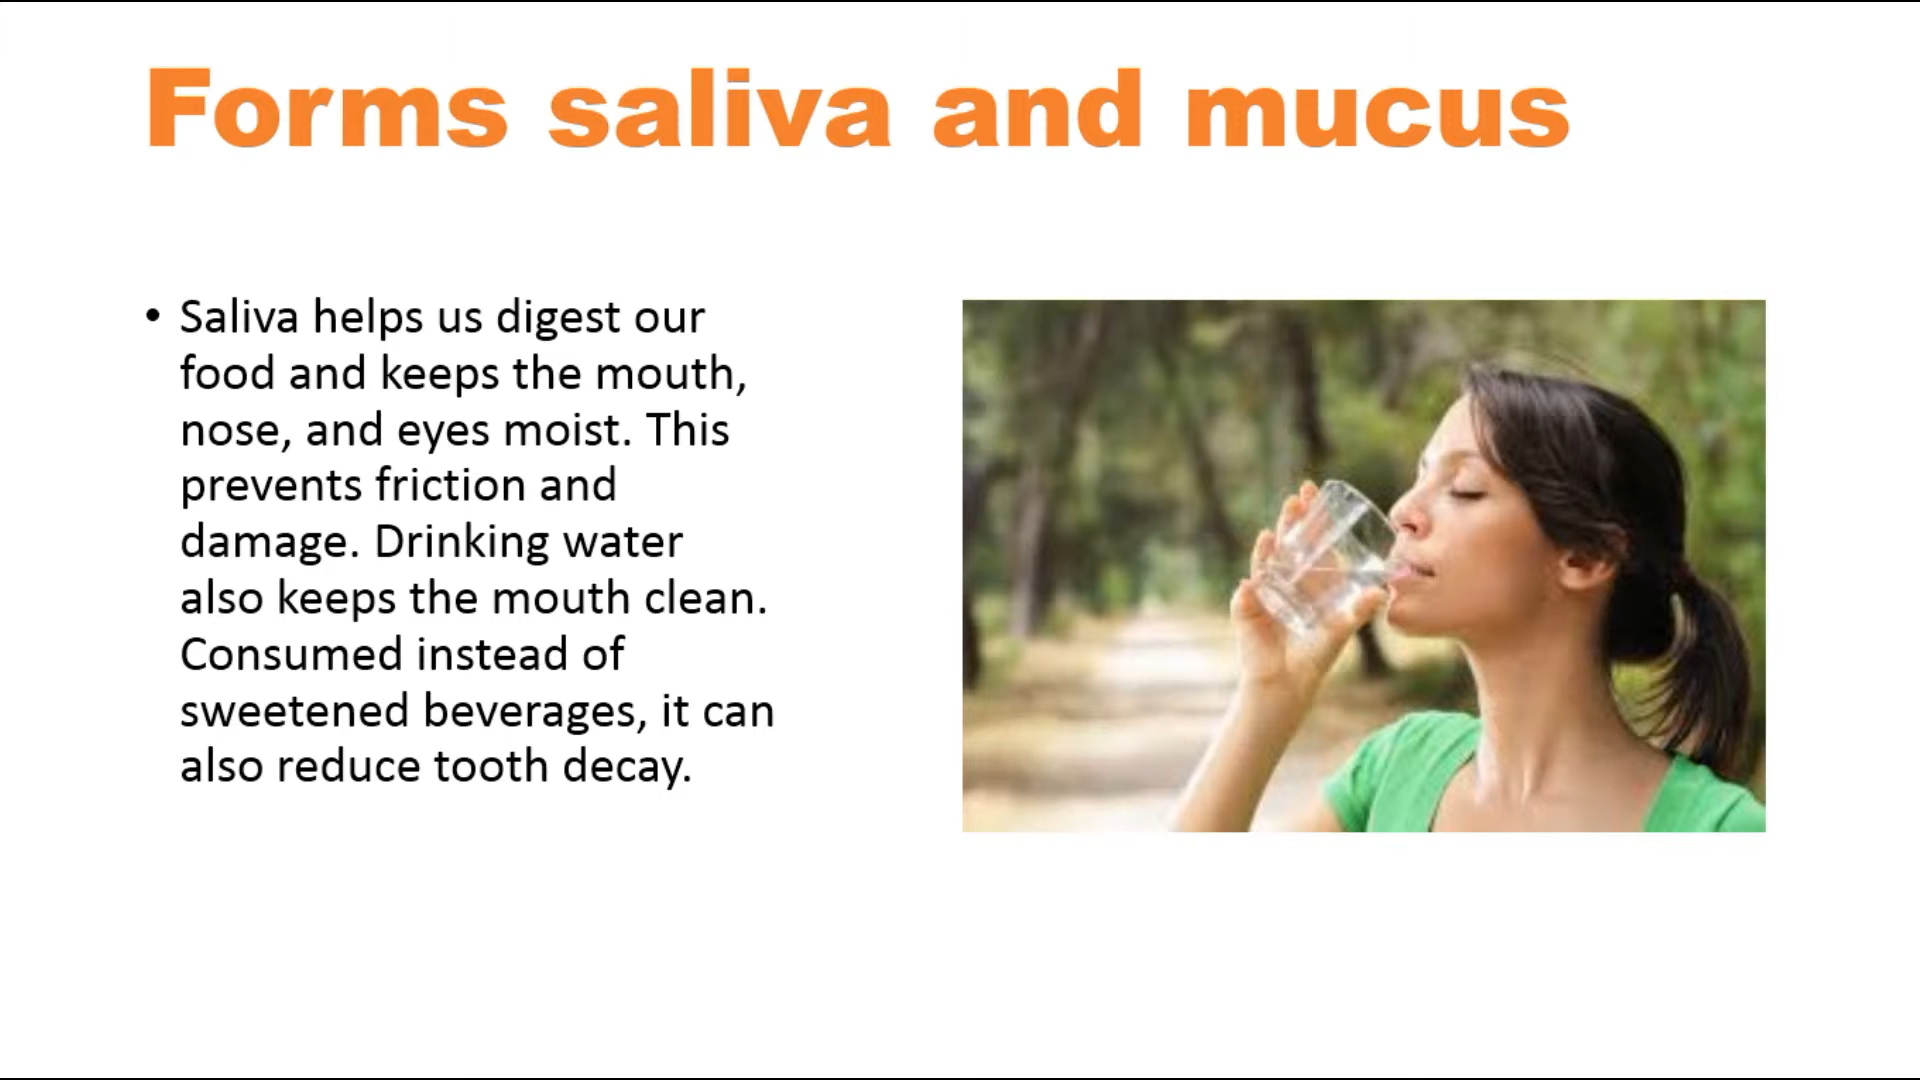 Forms saliva and mucus
• Saliva helps us digest our
food and keeps the mouth,
nose, and eyes moist. This
prevents friction and
damage. Drinking water
also keeps the mouth clean.
Consumed instead of
sweetened beverages, it can
also reduce tooth decay.